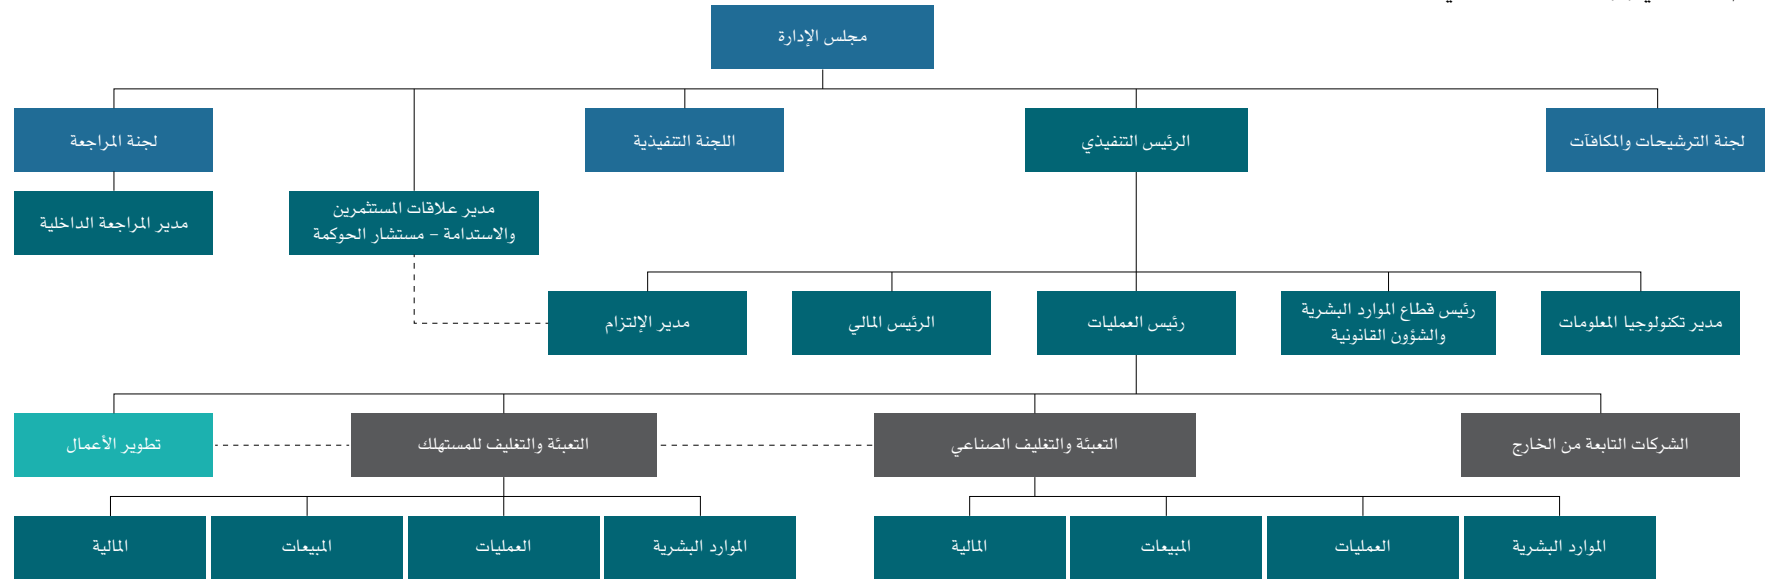 مجلس الإدارة
لجنة الترشيحات والمكافآت
الرئيس التنفيذي
اللجنة التنفيذية
لجنة المراجعة
مدير علاقات المستثمرين
والاستدامة – مستشار الحوكمة
مدير المراجعة الداخلية
مدير تكنولوجيا المعلومات
رئيس قطاع الموارد البشرية
والشؤون القانونية
رئيس العمليات
الرئيس المالي
مدير الإلتزام
الشركات التابعة من الخارج
التعبئة والتغليف الصناعي
التعبئة والتغليف للمستهلك
تطوير الأعمال
الموارد البشرية
العمليات
المبيعات
المالية
الموارد البشرية
العمليات
المبيعات
المالية